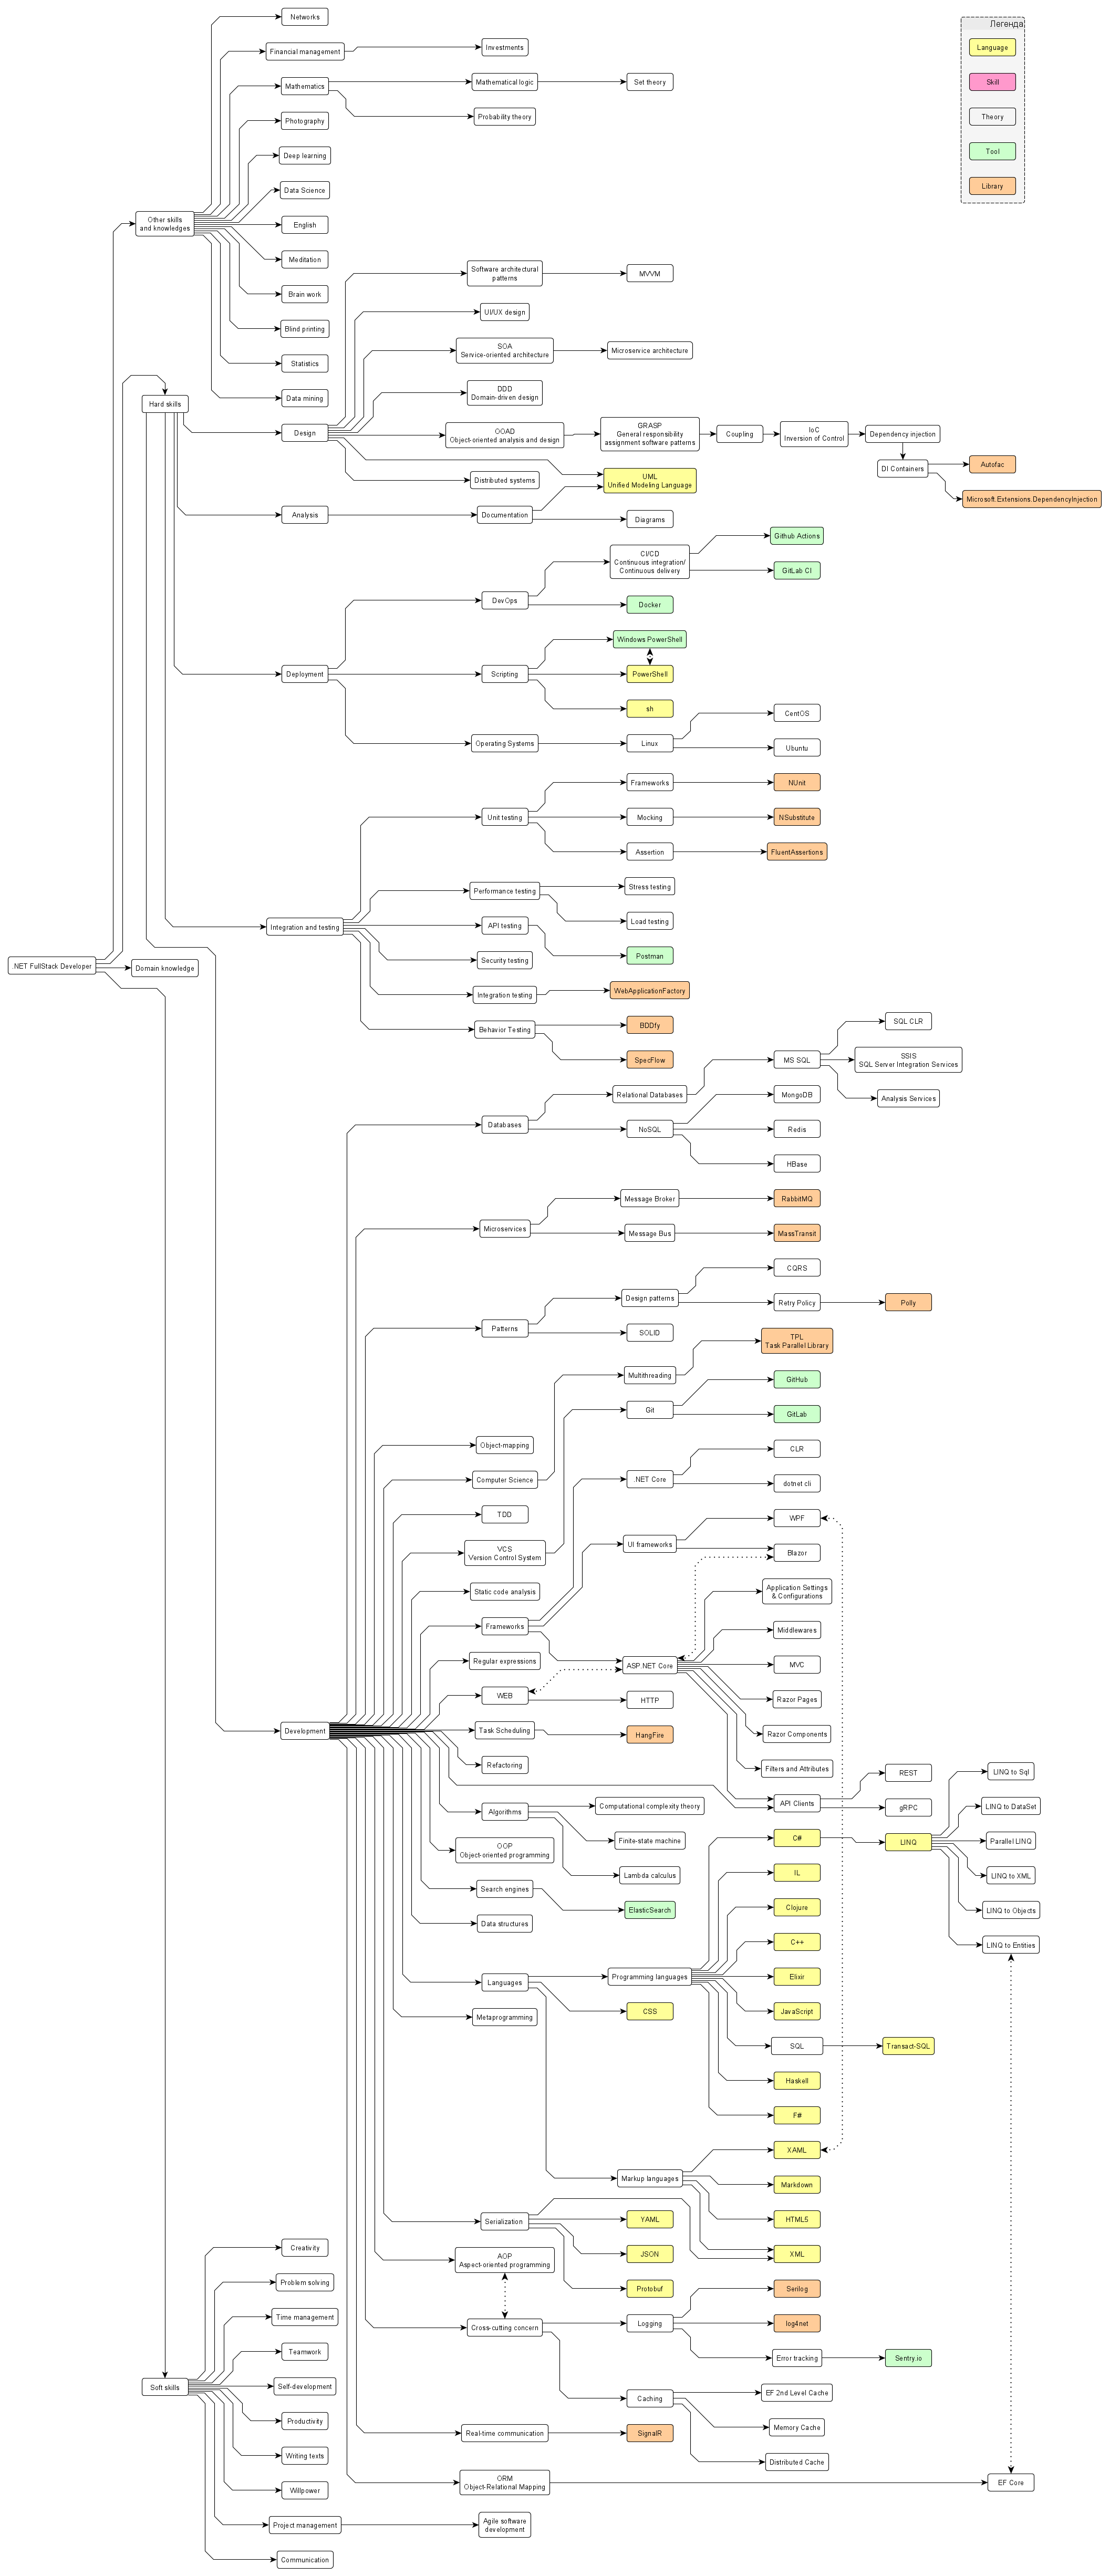 Легенда
Language
Skill
Theory
Tool
Library
Networks
Financial management
Investments
Mathematics
Mathematical logic
Set theory
Probability theory
Photography
Deep learning
Data Science
Other skills
and knowledges
English
Meditation
Brain work
Blind printing
Statistics
Data mining
Software architectural
patterns
MVVM
UI/UX design
SOA
Service-oriented architecture
Microservice architecture
DDD
Domain-driven design
Hard skills
Design
OOAD
Object-oriented analysis and design
GRASP
General responsibility
assignment software patterns
Coupling
IoC
Inversion of Control
Dependency injection
DI Containers
Autofac
Microsoft.Extensions.DependencyInjection
Distributed systems
UML
Unified Modeling Language
Analysis
Documentation
Diagrams
Github Actions
CI/CD
Continuous integration/
Continuous delivery
GitLab CI
DevOps
Docker
Windows PowerShell
Deployment
Scripting
PowerShell
sh
Operating Systems
Linux
CentOS
Ubuntu
Unit testing
Frameworks
NUnit
Mocking
NSubstitute
Assertion
FluentAssertions
Performance testing
Stress testing
Load testing
Integration and testing
API testing
Postman
Security testing
Integration testing
WebApplicationFactory
Behavior Testing
BDDfy
SpecFlow
.NET FullStack Developer
Domain knowledge
SQL CLR
MS SQL
SSIS
SQL Server Integration Services
Analysis Services
Relational Databases
Databases
NoSQL
MongoDB
Redis
HBase
Microservices
Message Broker
RabbitMQ
Message Bus
MassTransit
CQRS
Design patterns
Retry Policy
Polly
Patterns
SOLID
TPL
Task Parallel Library
Multithreading
GitHub
Git
GitLab
Object-mapping
Computer Science
CLR
.NET Core
dotnet cli
TDD
WPF
UI frameworks
Blazor
VCS
Version Control System
Static code analysis
Application Settings
& Configurations
Frameworks
Middlewares
Regular expressions
ASP.NET Core
MVC
WEB
HTTP
Razor Pages
Development
Task Scheduling
HangFire
Razor Components
Refactoring
Filters and Attributes
REST
API Clients
gRPC
Algorithms
Computational complexity theory
Finite-state machine
Lambda calculus
OOP
Object-oriented programming
Search engines
ElasticSearch
Data structures
LINQ to Sql
LINQ to DataSet
C#
LINQ
Parallel LINQ
IL
LINQ to XML
Clojure
LINQ to Objects
C++
LINQ to Entities
Languages
Programming languages
Elixir
CSS
JavaScript
Metaprogramming
SQL
Transact-SQL
Haskell
F#
XAML
Markup languages
Markdown
Serialization
YAML
HTML5
JSON
XML
AOP
Aspect-oriented programming
Protobuf
Serilog
Cross-cutting concern
Logging
log4net
Error tracking
Sentry.io
Caching
EF 2nd Level Cache
Memory Cache
Distributed Cache
Real-time communication
SignalR
ORM
Object-Relational Mapping
EF Core
Creativity
Problem solving
Time management
Teamwork
Soft skills
Self-development
Productivity
Writing texts
Willpower
Project management
Agile software
development
Communication